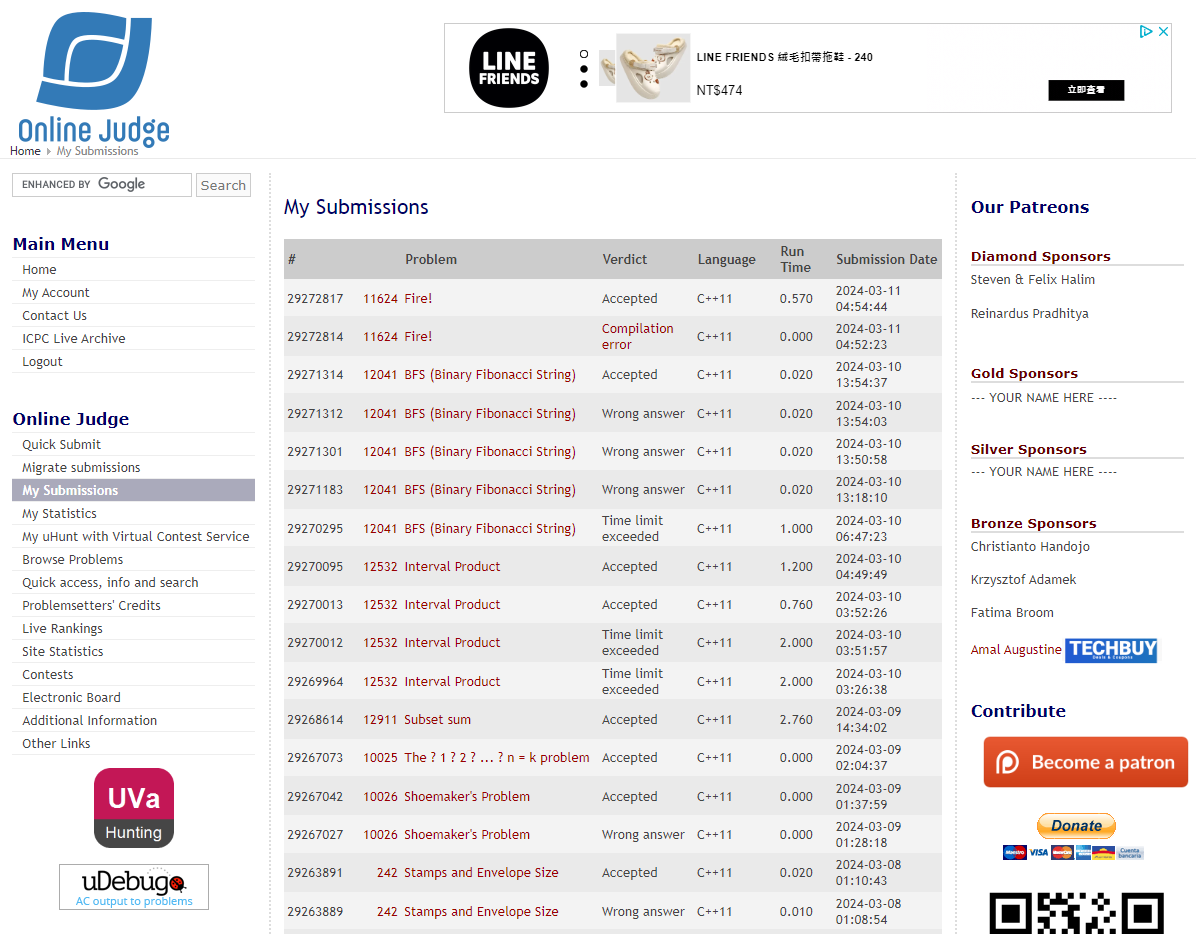 Online Judge
LINE FRIENDS
LINE FRIENDS 絨毛扣帶拖鞋 - 240
NT$474
立即查看
Home My Submissions
ENHANCED BY Google Search
Main Menu
Home
My Account
Contact Us
ICPC Live Archive
Logout
Online Judge
Quick Submit
Migrate submissions
My Submissions
My Statistics
My uHunt with Virtual Contest Service
Browse Problems
Quick access, info and search
Problemsetters' Credits
Live Rankings
Site Statistics
Contests
Electronic Board
Additional Information
Other Links
UVa
Hunting
uDebug
AC output to problems
My Submissions
# Problem Verdict Language Run Time Submission Date
29272817 11624 Fire! Accepted C++11 0.570 2024-03-11 04:54:44
29272814 11624 Fire! Compilation error C++11 0.000 2024-03-11 04:52:23
29271314 12041 BFS (Binary Fibonacci String) Accepted C++11 0.020 2024-03-10 13:54:37
29271312 12041 BFS (Binary Fibonacci String) Wrong answer C++11 0.020 2024-03-10 13:54:03
29271301 12041 BFS (Binary Fibonacci String) Wrong answer C++11 0.020 2024-03-10 13:50:58
29271183 12041 BFS (Binary Fibonacci String) Wrong answer C++11 0.020 2024-03-10 13:18:10
29270295 12041 BFS (Binary Fibonacci String) Time limit exceeded C++11 1.000 2024-03-10 06:47:23
29270095 12532 Interval Product Accepted C++11 1.200 2024-03-10 04:49:49
29270013 12532 Interval Product Accepted C++11 0.760 2024-03-10 03:52:26
29270012 12532 Interval Product Time limit exceeded C++11 2.000 2024-03-10 03:51:57
29269964 12532 Interval Product Time limit exceeded C++11 2.000 2024-03-10 03:26:38
29268614 12911 Subset sum Accepted C++11 2.760 2024-03-09 14:34:02
29267073 10025 The ? 1 ? 2 ? ... ? n = k problem Accepted C++11 0.000 2024-03-09 02:04:37
29267042 10026 Shoemaker's Problem Accepted C++11 0.000 2024-03-09 01:37:59
29267027 10026 Shoemaker's Problem Wrong answer C++11 0.000 2024-03-09 01:28:18
29263891 242 Stamps and Envelope Size Accepted C++11 0.020 2024-03-08 01:10:43
29263889 242 Stamps and Envelope Size Wrong answer C++11 0.010 2024-03-08 01:08:54
Our Patreons
Diamond Sponsors
Steven & Felix Halim
Reinardus Pradhitya
Gold Sponsors
--- YOUR NAME HERE ----
Silver Sponsors
--- YOUR NAME HERE ----
Bronze Sponsors
Christianto Handojo
Krzysztof Adamek
Fatima Broom
Amal Augustine TECHBUY
Deals & Coupons
Contribute
Become a patron
Donate
Maestro VISA
Cuenta bancaria